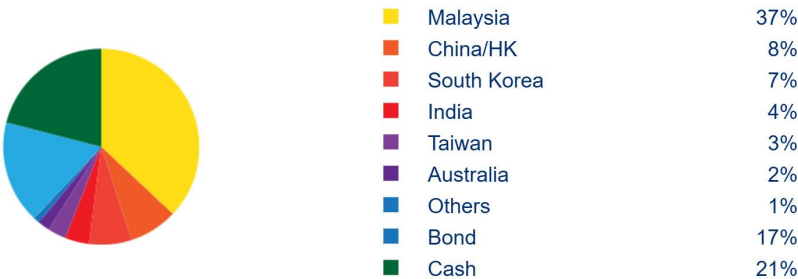 Malaysia 37%
China/HK 8%
South Korea 7%
India 4%
Taiwan 3%
Australia 2%
Others 1%
Bond 17%
Cash 21%